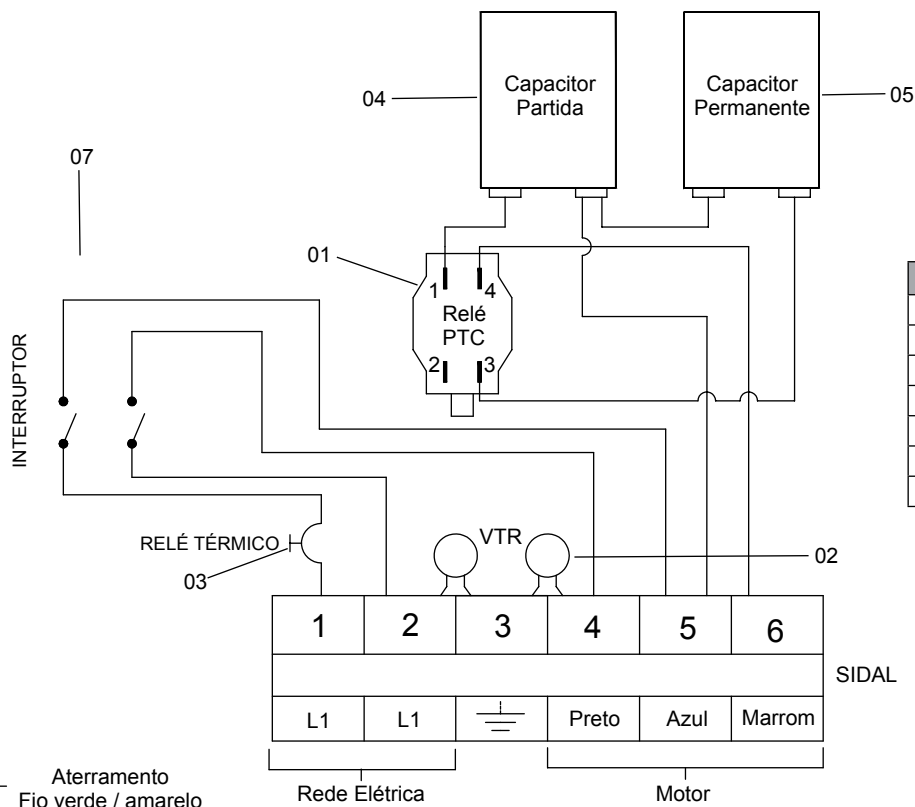 Capacitor
Partida
Capacitor
Permanente
04
05
07
01
1
4
Relé
PTC
2
3
INTERRUPTOR
RELÉ TÉRMICO
03
VTR
02
1
2
3
4
5
6
SIDAL
L1
L1
Preto
Azul
Marrom
Aterramento
Fio verde / amarelo
Rede Elétrica
Motor